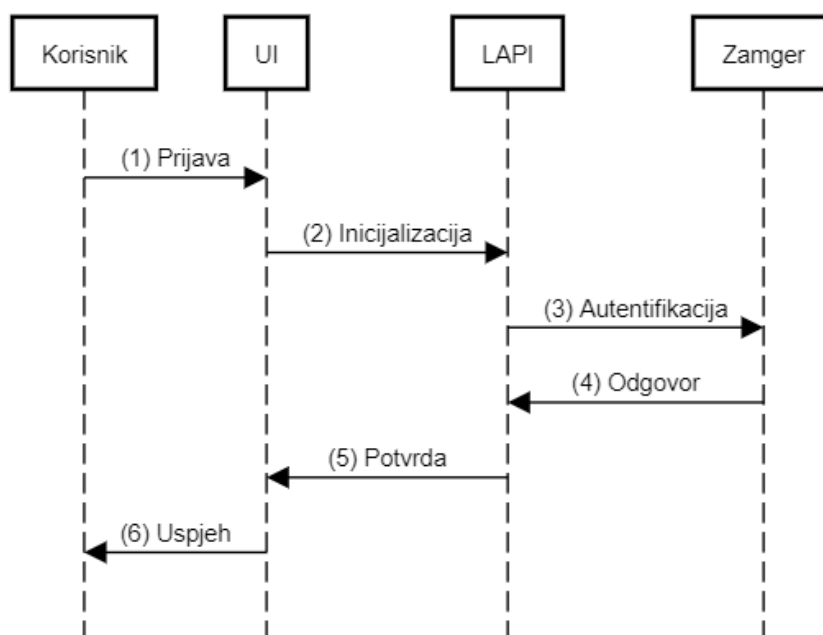 Korisnik
UI
LAPI
Zamger
(1) Prijava
(2) Inicijalizacija
(3) Autentifikacija
(4) Odgovor
(5) Potvrda
(6) Uspjeh